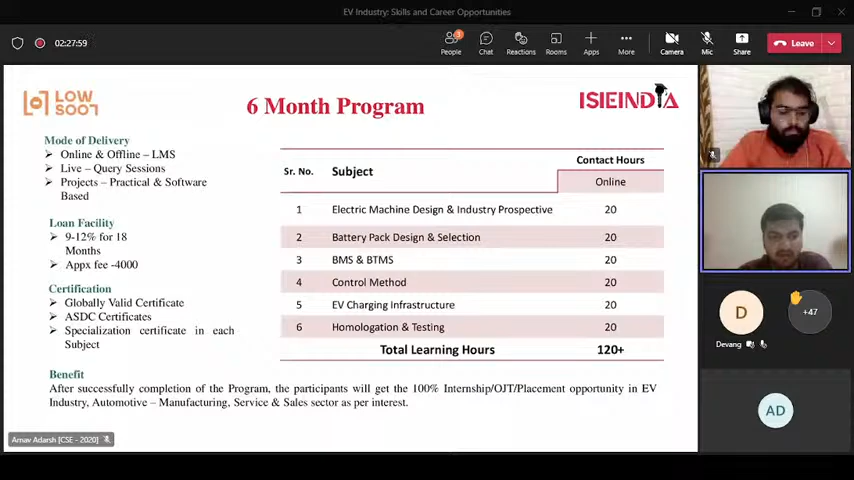 EV Industry: Skills and Career Opportunities
02:27:59
3
People
Chat
Reactions
Rooms
Apps
More
Camera
Mic
Share
Leave
LOW
SOOT
6 Month Program
ISIEINDIA
Mode of Delivery
Online & Offline – LMS
Live – Query Sessions
Projects – Practical & Software
Based
Loan Facility
9-12% for 18
Months
Appx fee -4000
Certification
Globally Valid Certificate
ASDC Certificates
Specialization certificate in each
Subject
Sr. No. Subject Contact Hours
Online
1 Electric Machine Design & Industry Prospective 20
2 Battery Pack Design & Selection 20
3 BMS & BTMS 20
4 Control Method 20
5 EV Charging Infrastructure 20
6 Homologation & Testing 20
Total Learning Hours 120+
Benefit
After successfully completion of the Program, the participants will get the 100% Internship/OJT/Placement opportunity in EV
Industry, Automotive – Manufacturing, Service & Sales sector as per interest.
Arnav Adarsh [CSE - 2020]
D
Devang
+47
AD